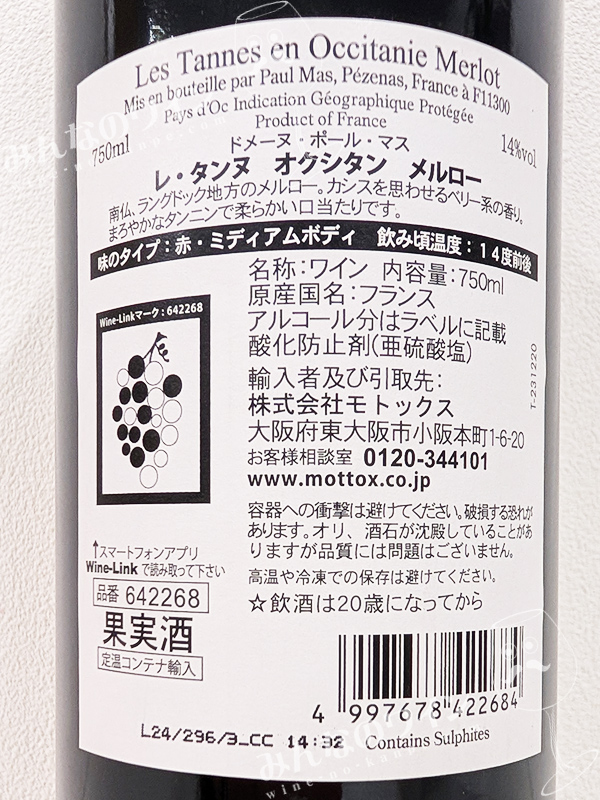 Les Tannes en Occitanie Merlot
Mis en bouteille par Paul Mas, Pézenas, France à F11300
Pays d'Oc Indication Géographique Protégée
Product of France
750ml
14%vol
ドメーヌ・ポール・マス
レ・タンヌ オクシタン メルロー
南仏、ラングドック地方のメルロー。カシスを思わせるベリー系の香り。
まろやかなタンニンで柔らかい口当たりです。
味のタイプ：赤・ミディアムボディ 飲み頃温度：14度前後
名称：ワイン 内容量：750ml
原産国名：フランス
アルコール分はラベルに記載
酸化防止剤(亜硫酸塩)
輸入者及び引取先：
株式会社モトックス
大阪府東大阪市小阪本町1-6-20
お客様相談室 0120-344101
www.mottox.co.jp
T-231220
Wine-Linkマーク：642268
↑スマートフォンアプリ
Wine-Link で読み取って下さい
品番 642268
果実酒
定温コンテナ輸入
容器への衝撃は避けてください。破損する恐れが
あります。オリ、酒石が沈殿していることがあ
りますが品質には問題はございません。
高温や冷凍での保存は避けてください。
☆飲酒は20歳になってから
4 997678 422684
L24/296/3_CC 14:32
Contains Sulphites